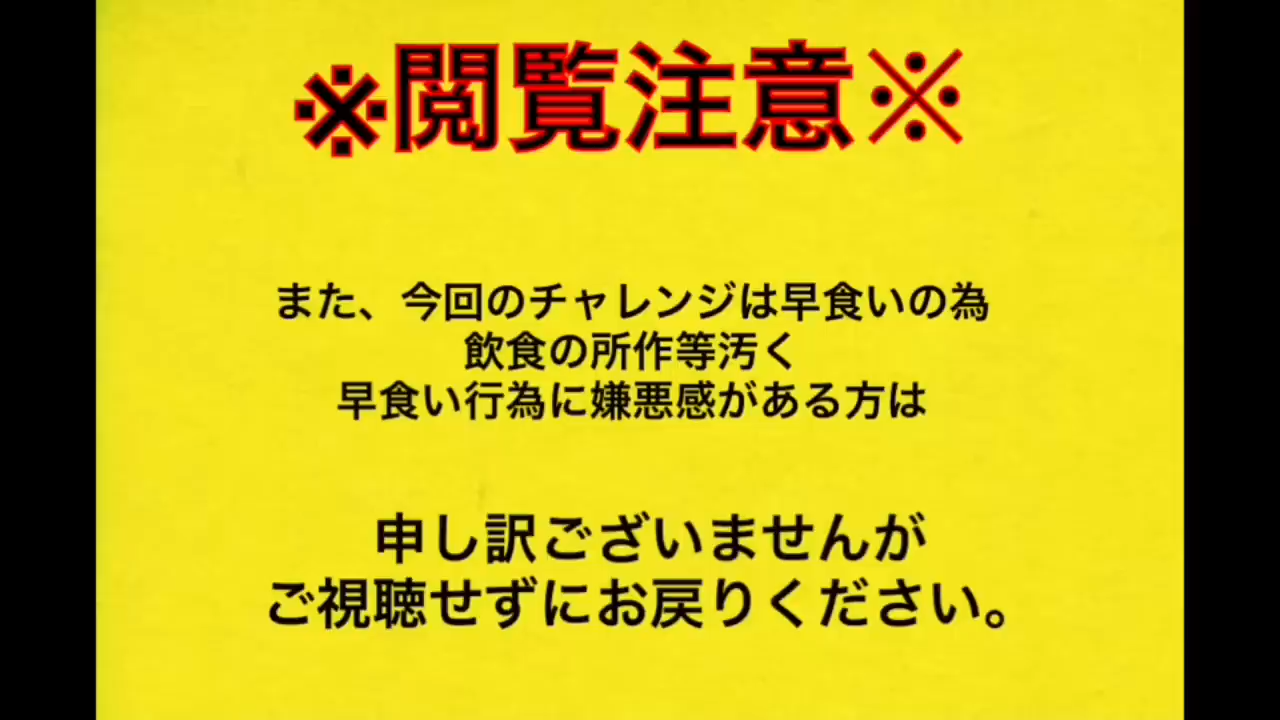 ※閲覧注意※
また、今回のチャレンジは早食いの為
飲食の所作等汚く
早食い行為に嫌悪感がある方は
申し訳ございませんが
ご視聴せずにお戻りください。